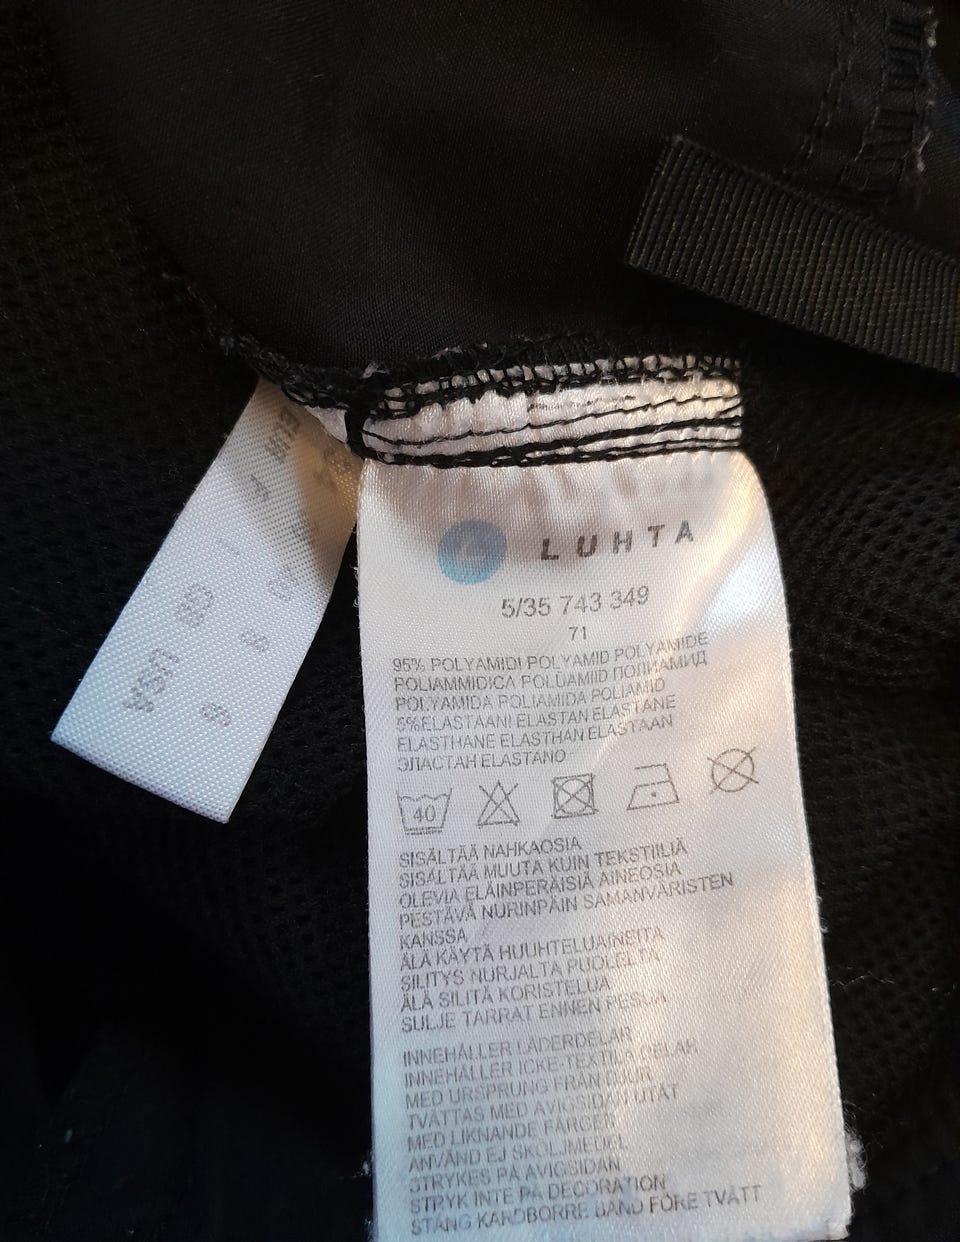 LUHTA
5/35 743 349
71
95% POLYAMIDI POLYAMID POLYAMIDE
POLIAMMIDICA POLÜAMIID ПОЛИАМИД
POLYAMIDA POLIAMIDA POLIAMID
5%ELASTAANI ELASTAN ELASTANE
ELASTHANE ELASTHAN ELASTAAN
ЭЛАСТАН ELASTANO
40
SISÄLTÄÄ NAHKAOSIA
SISÄLTÄÄ MUUTA KUIN TEKSTIILIÄ
OLEVIA ELÄINPERÄISIÄ AINEOSIA
PESTÄVÄ NURINPÄIN SAMANVÄRISTEN
KANSSA
ÄLÄ KÄYTÄ HUUHTELUAINEITA
SILITYS NURJALTA PUOLELTA
ÄLÄ SILITÄ KORISTELUA
SULJE TARRAT ENNEN PESUA
INNEHÅLLER LÄDERDELAR
INNEHÅLLER ICKE-TEXTILA DELAR
MED URSPRUNG FRÅN DJUR
TVÄTTAS MED AVIGSIDAN UTÅT
MED LIKNANDE FÄRGER
ANVÄND EJ SKÖLJMEDEL
STRYKES PÅ AVIGSIDAN
STRYK INTE PÅ DECORATION
STÄNG KARDBORRE BAND FÖRE TVÄTT
USA